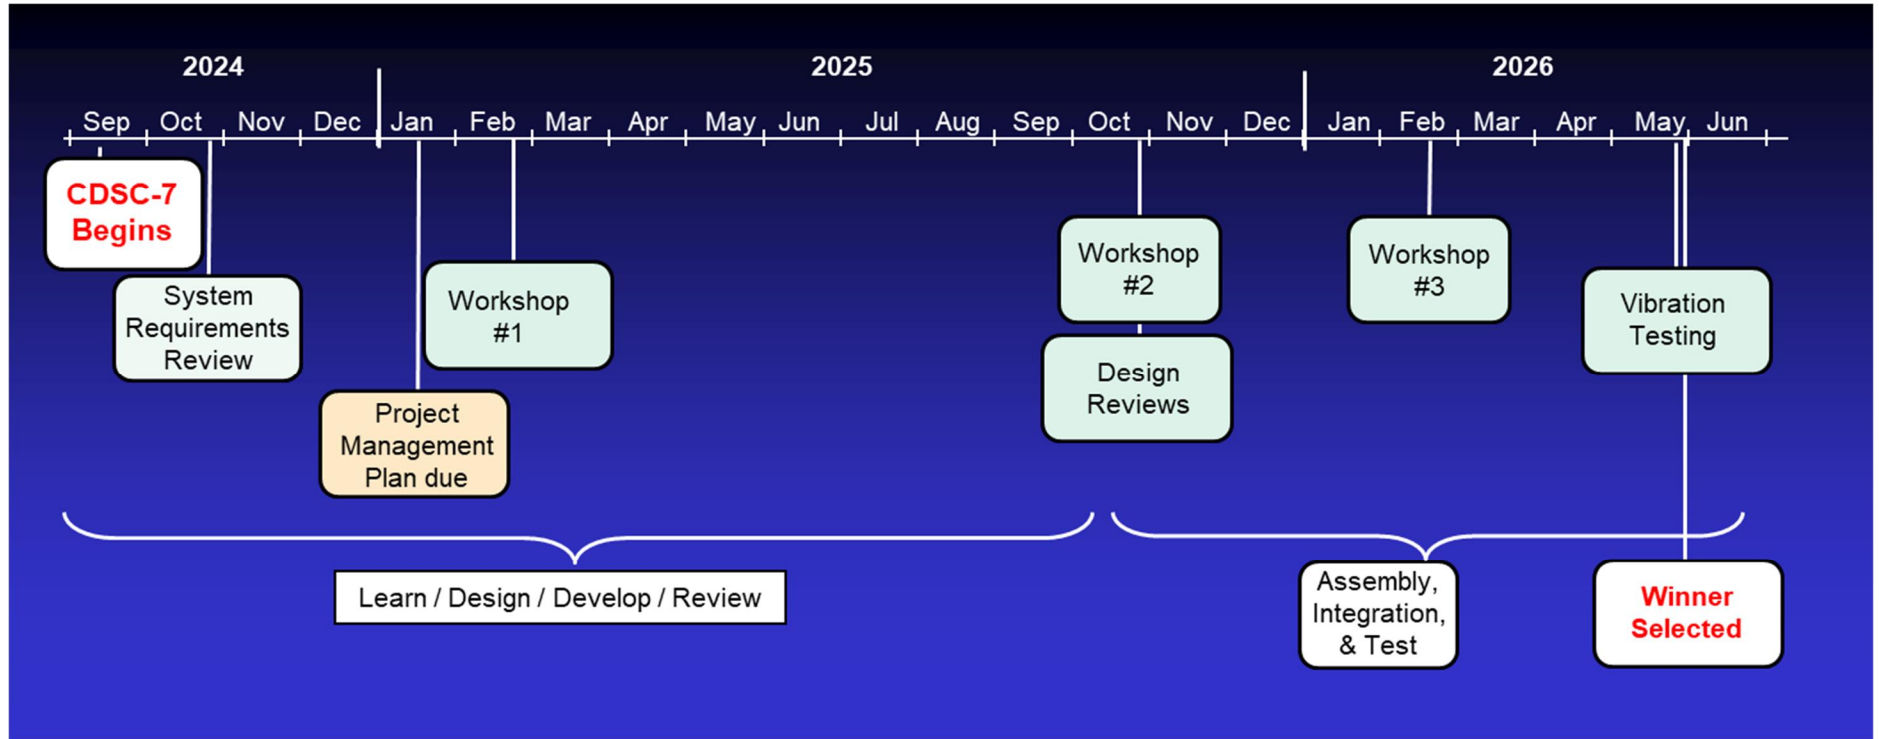 2024
2025
2026
Sep Oct Nov Dec Jan Feb Mar Apr May Jun Jul Aug Sep Oct Nov Dec Jan Feb Mar Apr May Jun
CDSC-7
Begins
System
Requirements
Review
Project
Management
Plan due
Workshop
#1
Workshop
#2
Design
Reviews
Workshop
#3
Vibration
Testing
Learn / Design / Develop / Review
Assembly,
Integration,
& Test
Winner
Selected